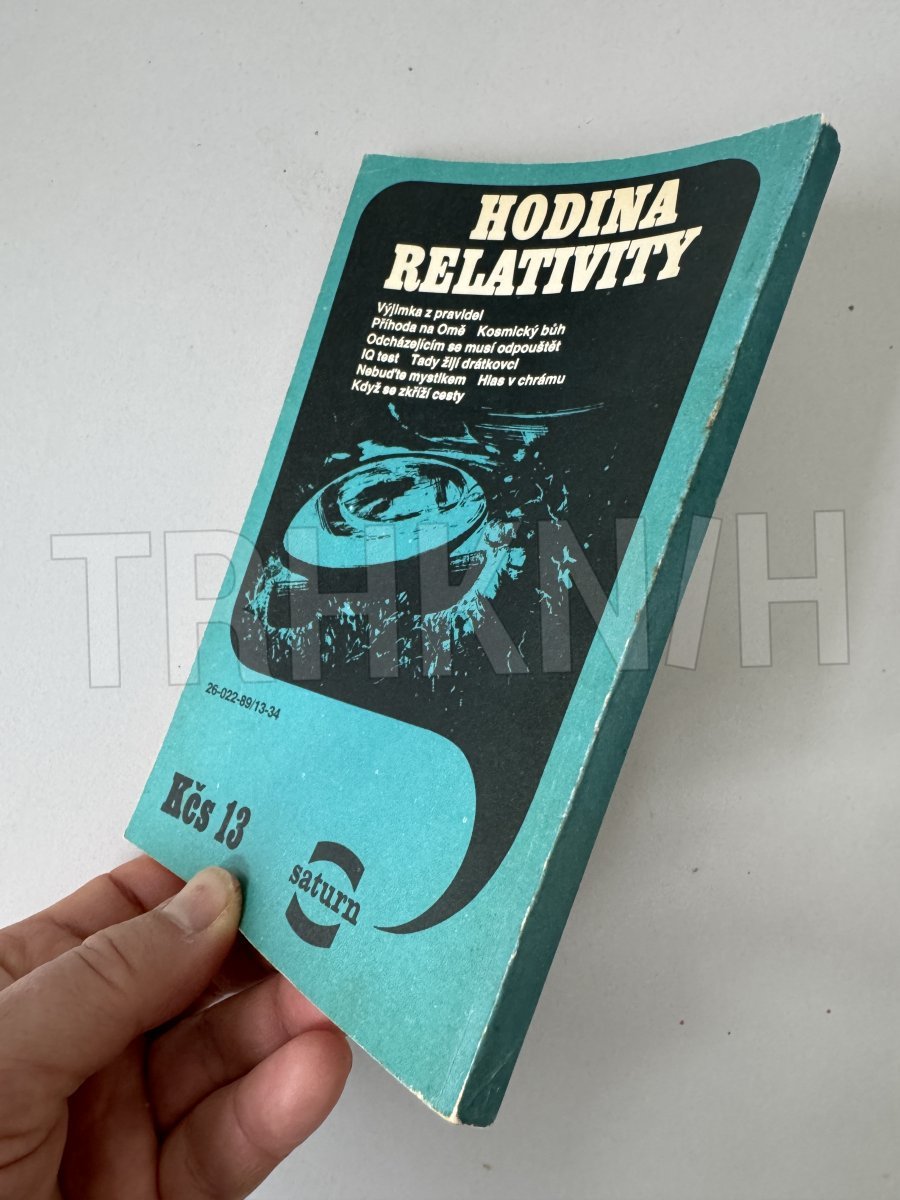 HODINA
RELATIVITY
Výjimka z pravidel
Příhoda na Omě Kosmický bůh
Odcházejícím se musí odpouštět
IQ test Tady žijí drátkovci
Nebuďte mystikem Hlas v chrámu
Když se zkříží cesty
TRHKNIH
26-022-89/13-34
Kčs 13
saturn